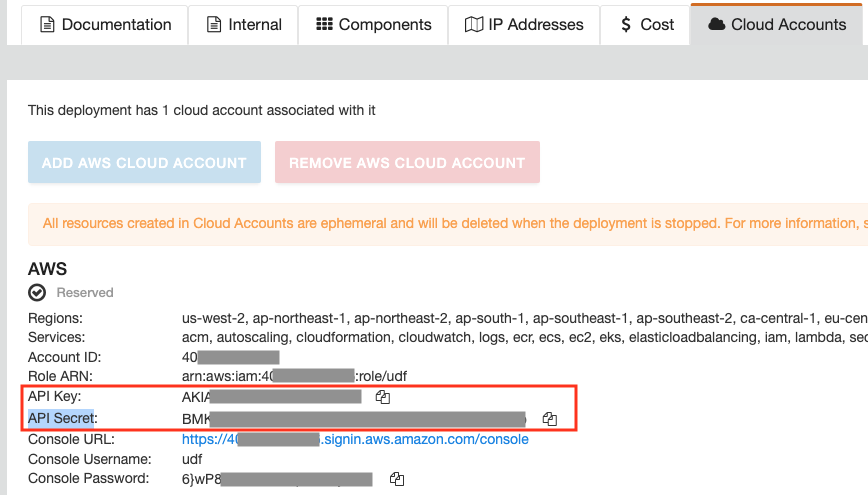 Documentation
Internal
Components
IP Addresses
Cost
Cloud Accounts
This deployment has 1 cloud account associated with it
ADD AWS CLOUD ACCOUNT
REMOVE AWS CLOUD ACCOUNT
All resources created in Cloud Accounts are ephemeral and will be deleted when the deployment is stopped. For more information, s
AWS
Reserved
Regions: us-west-2, ap-northeast-1, ap-northeast-2, ap-south-1, ap-southeast-1, ap-southeast-2, ca-central-1, eu-cen
Services: acm, autoscaling, cloudformation, cloudwatch, logs, ecr, ecs, ec2, eks, elasticloadbalancing, iam, lambda, sec
Account ID: 40
Role ARN: arn:aws:iam:40 :role/udf
API Key: AKIA
API Secret: BMK
Console URL: https://40 .signin.aws.amazon.com/console
Console Username: udf
Console Password: 6}wP8